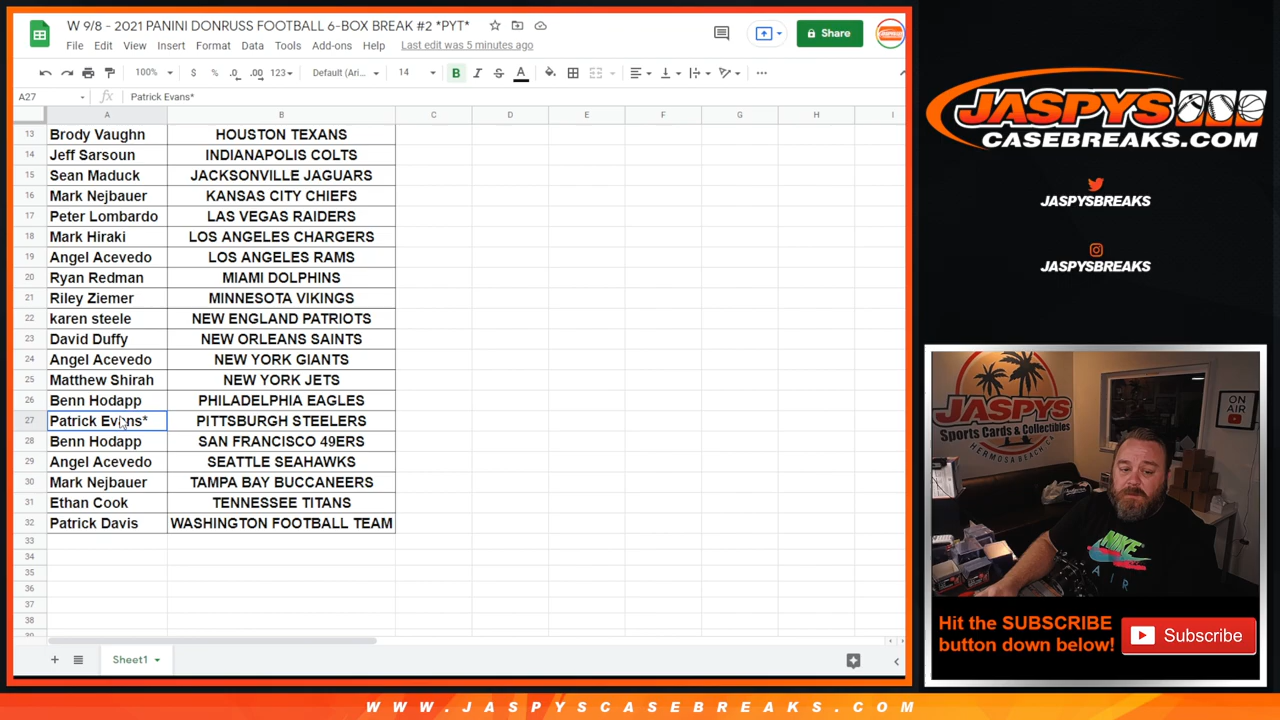 W 9/8 - 2021 PANINI DONRUSS FOOTBALL 6-BOX BREAK #2 *PYT*
File Edit View Insert Format Data Tools Add-ons Help Last edit was 5 minutes ago
Share
100% $ % .0 .00 123 Default (Ari... 14 B I S A
A27 fx Patrick Evans*
A B C D E F G H I
13 Brody Vaughn HOUSTON TEXANS
14 Jeff Sarsoun INDIANAPOLIS COLTS
15 Sean Maduck JACKSONVILLE JAGUARS
16 Mark Nejbauer KANSAS CITY CHIEFS
17 Peter Lombardo LAS VEGAS RAIDERS
18 Mark Hiraki LOS ANGELES CHARGERS
19 Angel Acevedo LOS ANGELES RAMS
20 Ryan Redman MIAMI DOLPHINS
21 Riley Ziemer MINNESOTA VIKINGS
22 karen steele NEW ENGLAND PATRIOTS
23 David Duffy NEW ORLEANS SAINTS
24 Angel Acevedo NEW YORK GIANTS
25 Matthew Shirah NEW YORK JETS
26 Benn Hodapp PHILADELPHIA EAGLES
27 Patrick Evans* PITTSBURGH STEELERS
28 Benn Hodapp SAN FRANCISCO 49ERS
29 Angel Acevedo SEATTLE SEAHAWKS
30 Mark Nejbauer TAMPA BAY BUCCANEERS
31 Ethan Cook TENNESSEE TITANS
32 Patrick Davis WASHINGTON FOOTBALL TEAM
33
34
35
36
37
38
39
Sheet1
JASPYS
CASEBREAKS.COM
JASPYSBREAKS
JASPYSBREAKS
JASPYS
Sports Cards & Collectibles
HERMOSA BEACH, CA
ON
AIR
NIKE
AIR
Hit the SUBSCRIBE
button down below!
Subscribe
WWW.JASPYSCASEBREAKS.COM